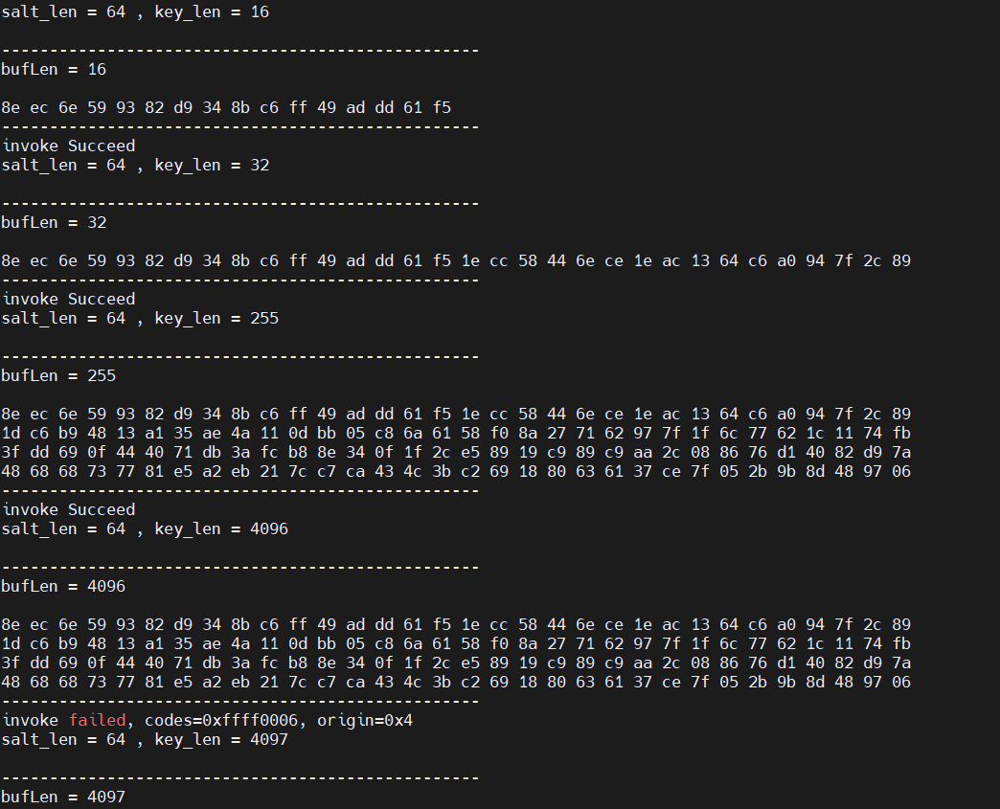 salt_len = 64 , key_len = 16
--------------------------------------------------
bufLen = 16
8e ec 6e 59 93 82 d9 34 8b c6 ff 49 ad dd 61 f5
--------------------------------------------------
invoke Succeed
salt_len = 64 , key_len = 32
--------------------------------------------------
bufLen = 32
8e ec 6e 59 93 82 d9 34 8b c6 ff 49 ad dd 61 f5 1e cc 58 44 6e ce 1e ac 13 64 c6 a0 94 7f 2c 89
--------------------------------------------------
invoke Succeed
salt_len = 64 , key_len = 255
--------------------------------------------------
bufLen = 255
8e ec 6e 59 93 82 d9 34 8b c6 ff 49 ad dd 61 f5 1e cc 58 44 6e ce 1e ac 13 64 c6 a0 94 7f 2c 89
1d c6 b9 48 13 a1 35 ae 4a 11 0d bb 05 c8 6a 61 58 f0 8a 27 71 62 97 7f 1f 6c 77 62 1c 11 74 fb
3f dd 69 0f 44 40 71 db 3a fc b8 8e 34 0f 1f 2c e5 89 19 c9 89 c9 aa 2c 08 86 76 d1 40 82 d9 7a
48 68 68 73 77 81 e5 a2 eb 21 7c c7 ca 43 4c 3b c2 69 18 80 63 61 37 ce 7f 05 2b 9b 8d 48 97 06
--------------------------------------------------
invoke Succeed
salt_len = 64 , key_len = 4096
--------------------------------------------------
bufLen = 4096
8e ec 6e 59 93 82 d9 34 8b c6 ff 49 ad dd 61 f5 1e cc 58 44 6e ce 1e ac 13 64 c6 a0 94 7f 2c 89
1d c6 b9 48 13 a1 35 ae 4a 11 0d bb 05 c8 6a 61 58 f0 8a 27 71 62 97 7f 1f 6c 77 62 1c 11 74 fb
3f dd 69 0f 44 40 71 db 3a fc b8 8e 34 0f 1f 2c e5 89 19 c9 89 c9 aa 2c 08 86 76 d1 40 82 d9 7a
48 68 68 73 77 81 e5 a2 eb 21 7c c7 ca 43 4c 3b c2 69 18 80 63 61 37 ce 7f 05 2b 9b 8d 48 97 06
--------------------------------------------------
invoke failed, codes=0xffff0006, origin=0x4
salt_len = 64 , key_len = 4097
--------------------------------------------------
bufLen = 4097